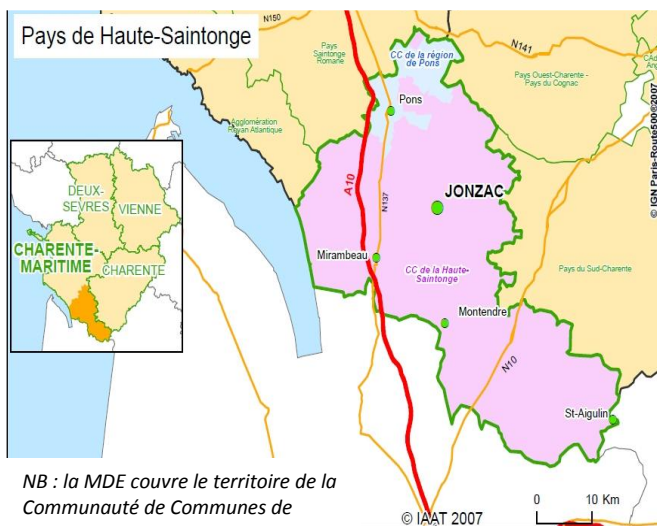 Pays de Haute-Saintonge
N150
N141
Pays
Saintonge
Romane
CC de la région
de Pons
Pays Ouest-Charente -
Pays du Cognac
Pons
Agglomération
Royan Atlantique
© IGN Paris-Route500®2007
A10
N137
JONZAC
DEUX-
SEVRES
VIENNE
CHARENTE-
MARITIME
CHARENTE
Mirambeau
CC de la Haute-
Saintonge
Pays du Sud-Charente
Montendre
N10
St-Aigulin
NB : la MDE couvre le territoire de la
Communauté de Communes de
© IAAT 2007
0 10 Km